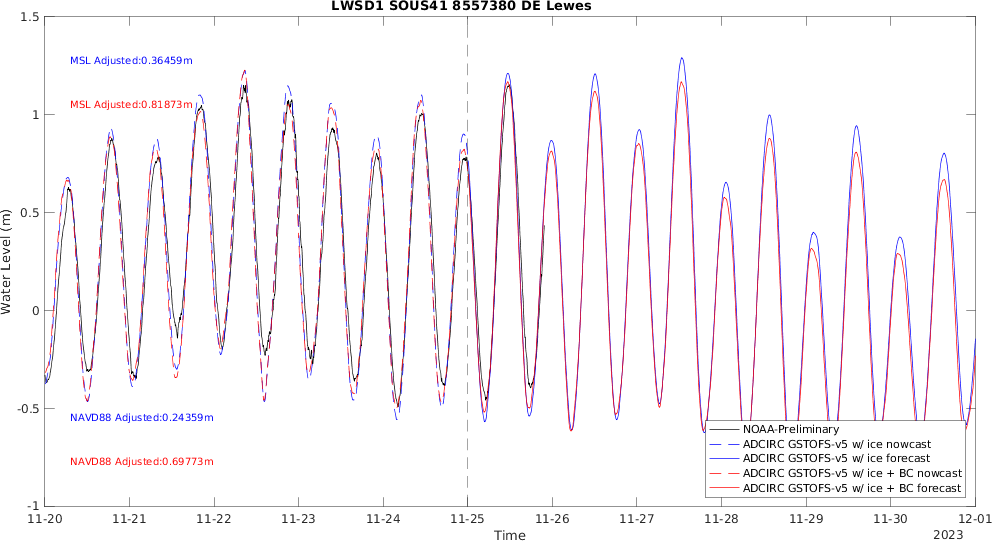 LWSD1 SOUS41 8557380 DE Lewes
1.5
1
0.5
0
-0.5
-1
Water Level (m)
MSL Adjusted:0.36459m
MSL Adjusted:0.81873m
NAVD88 Adjusted:0.24359m
NAVD88 Adjusted:0.69773m
NOAA-Preliminary
ADCIRC GSTOFS-v5 w/ ice nowcast
ADCIRC GSTOFS-v5 w/ ice forecast
ADCIRC GSTOFS-v5 w/ ice + BC nowcast
ADCIRC GSTOFS-v5 w/ ice + BC forecast
11-20 11-21 11-22 11-23 11-24 11-25 11-26 11-27 11-28 11-29 11-30 12-01
Time
2023